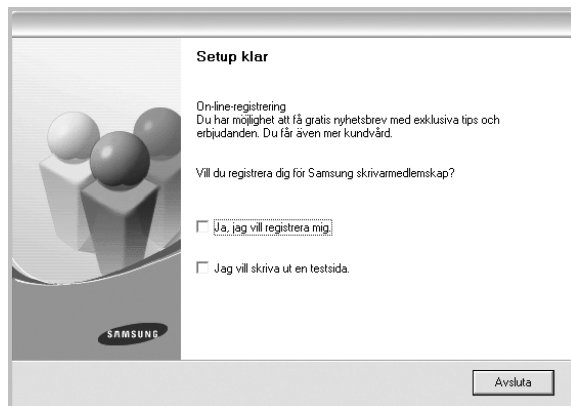 Setup klar
On-line-registrering
Du har möjlighet att få gratis nyhetsbrev med exklusiva tips och
erbjudanden. Du får även mer kundvård.
Vill du registrera dig för Samsung skrivarmedlemskap?
Ja, jag vill registrera mig.
Jag vill skriva ut en testsida.
SAMSUNG
Avsluta